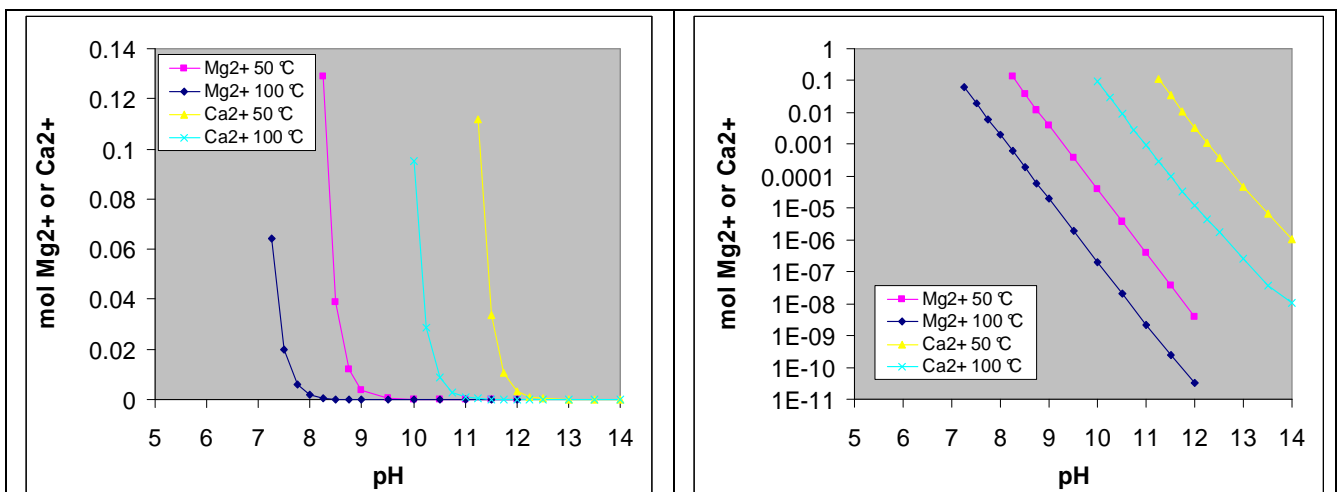 0.14
0.12
0.1
0.08
0.06
0.04
0.02
0
mol Mg2+ or Ca2+
Mg2+ 50 °C
Mg2+ 100 °C
Ca2+ 50 °C
Ca2+ 100 °C
5 6 7 8 9 10 11 12 13 14
pH
1
0.1
0.01
0.001
0.0001
1E-05
1E-06
1E-07
1E-08
1E-09
1E-10
1E-11
mol Mg2+ or Ca2+
Mg2+ 50 °C
Mg2+ 100 °C
Ca2+ 50 °C
Ca2+ 100 °C
5 6 7 8 9 10 11 12 13 14
pH